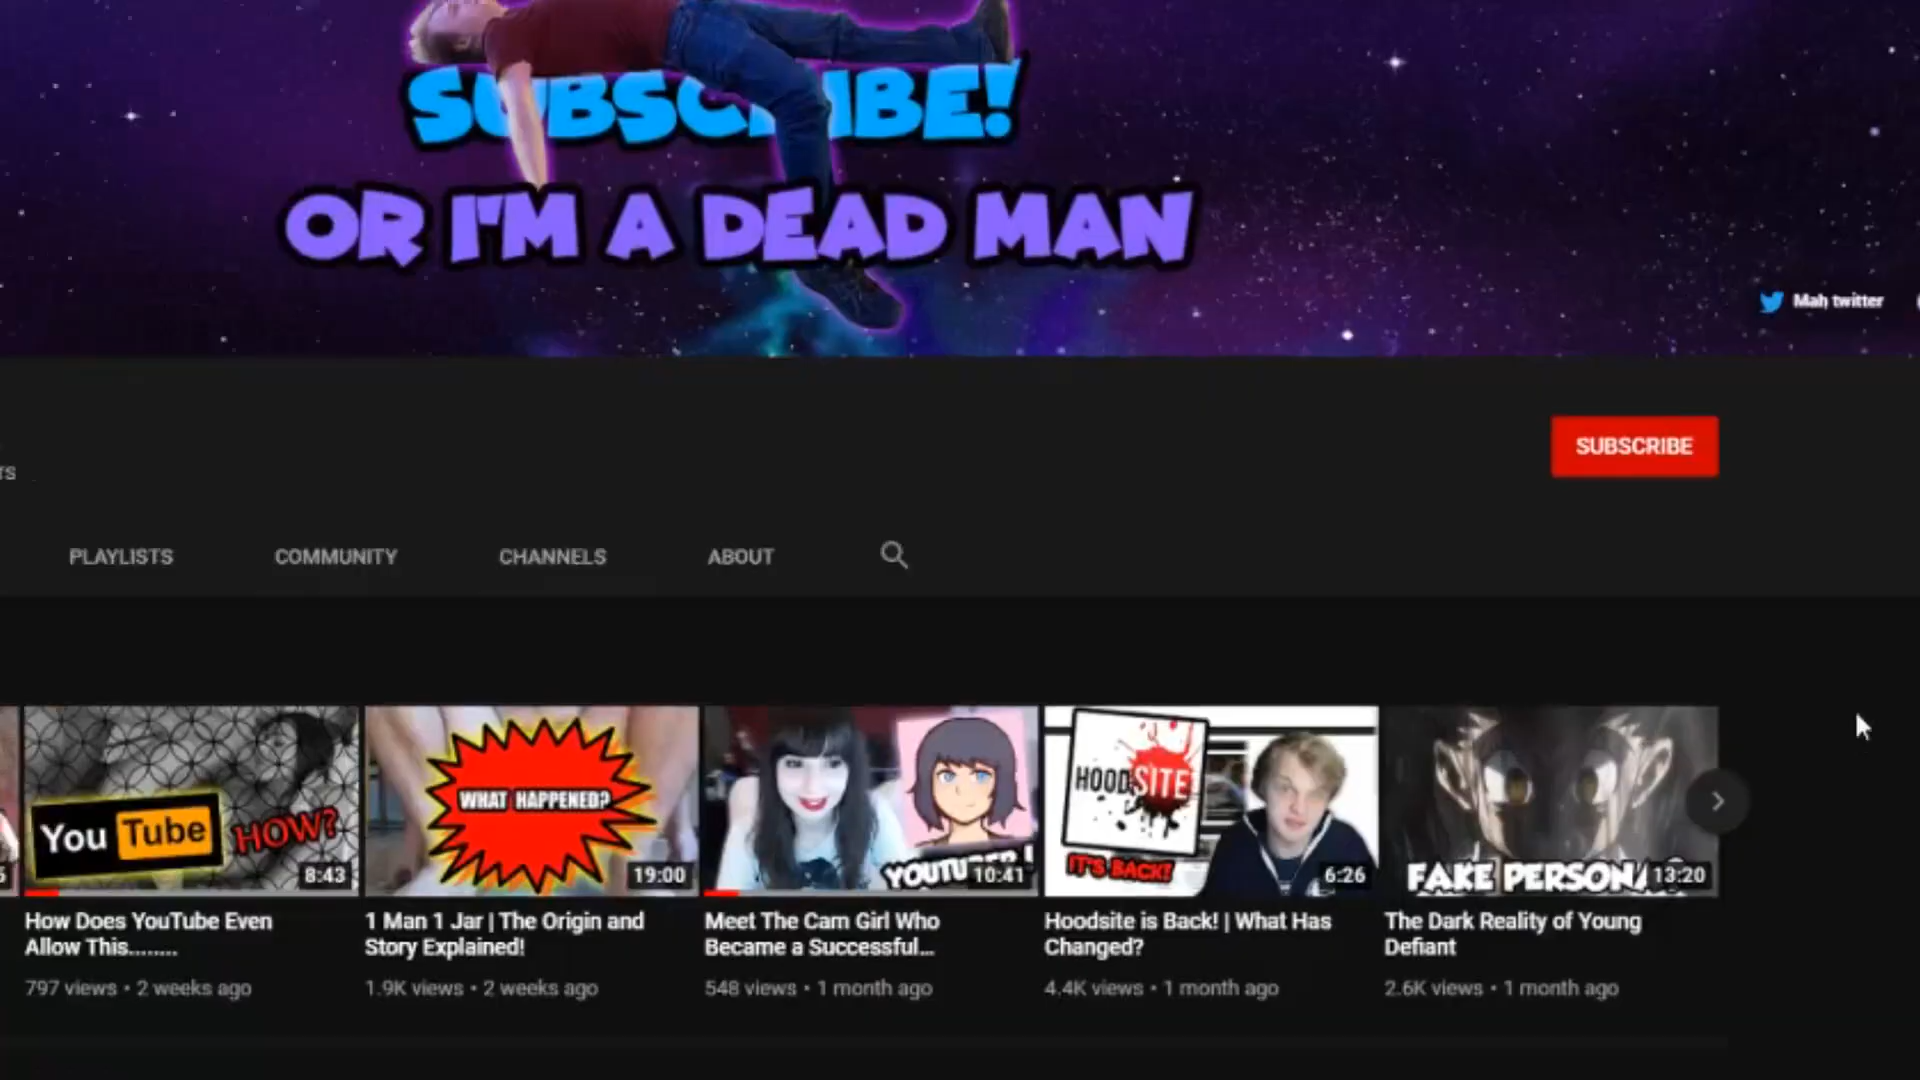 SUBSCRIBE!
OR I'M A DEAD MAN
Mah twitter
SUBSCRIBE
PLAYLISTS
COMMUNITY
CHANNELS
ABOUT
You Tube HOW?
8:43
WHAT HAPPENED?
19:00
10:41
HOODSITE
IT'S BACK!
6:26
FAKE
13:20
How Does YouTube Even
Allow This........
797 views • 2 weeks ago
1 Man 1 Jar | The Origin and
Story Explained!
1.9K views • 2 weeks ago
Meet The Cam Girl Who
Became a Successful...
548 views • 1 month ago
Hoodsite is Back! | What Has
Changed?
4.4K views • 1 month ago
The Dark Reality of Young
Defiant
2.6K views • 1 month ago